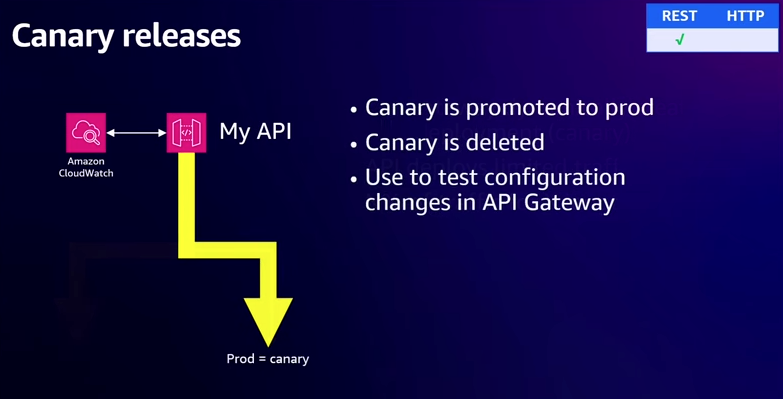 Canary releases
REST HTTP
√
Amazon
CloudWatch
My API
Prod = canary
• Canary is promoted to prod
• Canary is deleted
• Use to test configuration
changes in API Gateway